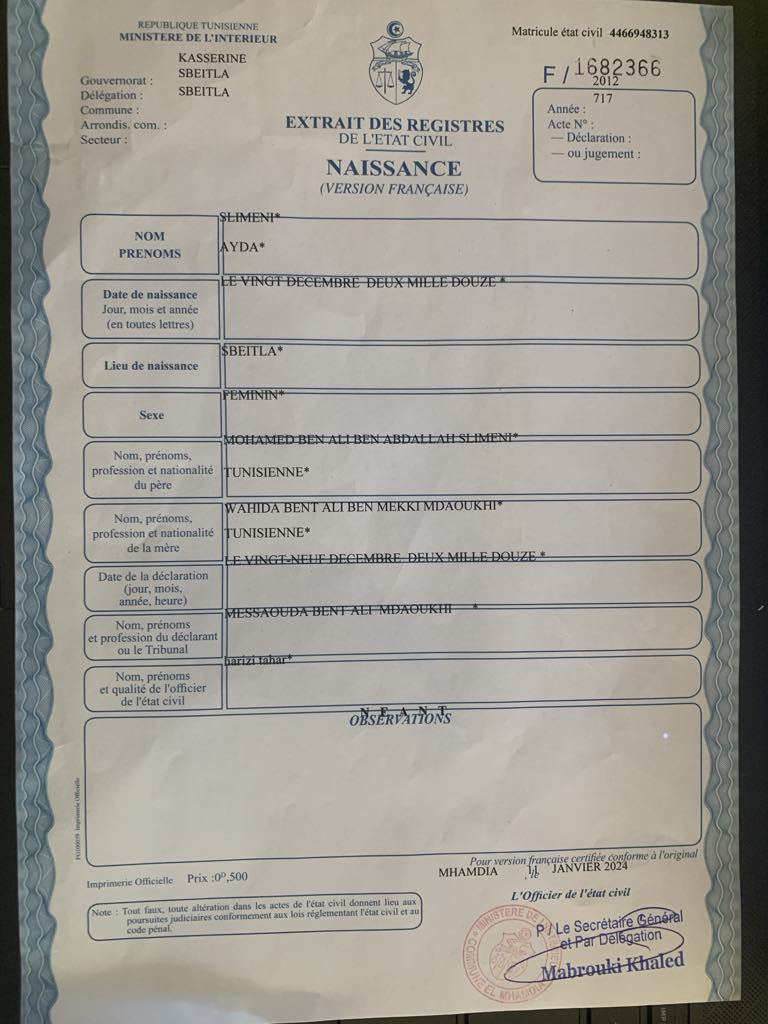 REPUBLIQUE TUNISIENNE
MINISTERE DE L'INTERIEUR
Matricule état civil 4466948313
KASSERINE
Gouvernorat : SBEITLA
Délégation : SBEITLA
Commune :
Arrondis. com. :
Secteur :
F / 1682366
2012
717
Année :
Acte N° :
— Déclaration :
— ou jugement :
EXTRAIT DES REGISTRES
DE L'ETAT CIVIL
NAISSANCE
(VERSION FRANÇAISE)
NOM
PRENOMS
SLIMENI*
AYDA*
Date de naissance
Jour, mois et année
(en toutes lettres)
LE VINGT DECEMBRE DEUX MILLE DOUZE *
Lieu de naissance
SBEITLA*
Sexe
FEMININ*
Nom, prénoms,
profession et nationalité
du père
MOHAMED BEN ALI BEN ABDALLAH SLIMENI*
TUNISIENNE*
Nom, prénoms,
profession et nationalité
de la mère
WAHIDA BENT ALI BEN MEKKI MDAOUKHI*
TUNISIENNE*
Date de la déclaration
(jour, mois,
année, heure)
LE VINGT-NEUF DECEMBRE DEUX MILLE DOUZE *
Nom, prénoms
et profession du déclarant
ou le Tribunal
MESSAOUDA BENT ALI MDAOUKHI *
Nom, prénoms
et qualité de l'officier
de l'état civil
harizi tahar*
N E A N T
OBSERVATIONS
Imprimerie Officielle
Imprimerie Officielle Prix :0ᴰ,500
Pour version française certifiée conforme à l'original
MHAMDIA 11 JANVIER 2024
L'Officier de l'état civil
Note : Tout faux, toute altération dans les actes de l'état civil donnent lieu aux
poursuites judiciaires conformement aux lois réglementant l'état civil et au
code pénal.
P / Le Secrétaire Général
et Par Délégation
Mabrouki Khaled
MINISTERE DE L'INTERIEUR
COMMUNE EL MHAMDIA